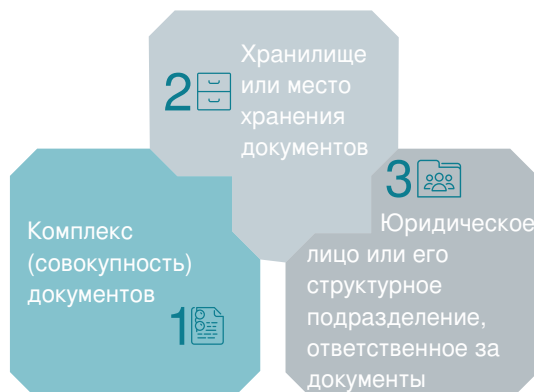 2
Хранилище
или место
хранения
документов
3
Юридическое
лицо или его
структурное
подразделение,
ответственное за
документы
Комплекс
(совокупность)
документов
1